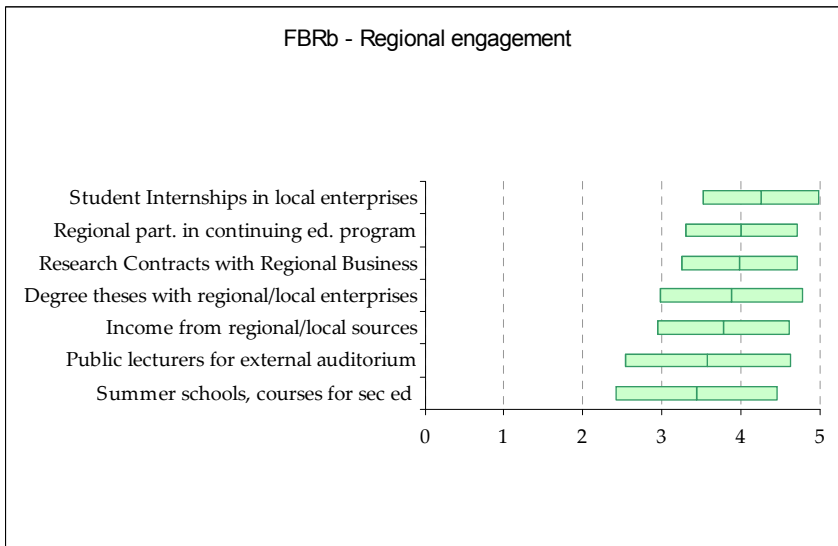 FBRb - Regional engagement
Student Internships in local enterprises
Regional part. in continuing ed. program
Research Contracts with Regional Business
Degree theses with regional/local enterprises
Income from regional/local sources
Public lecturers for external auditorium
Summer schools, courses for sec ed
0 1 2 3 4 5